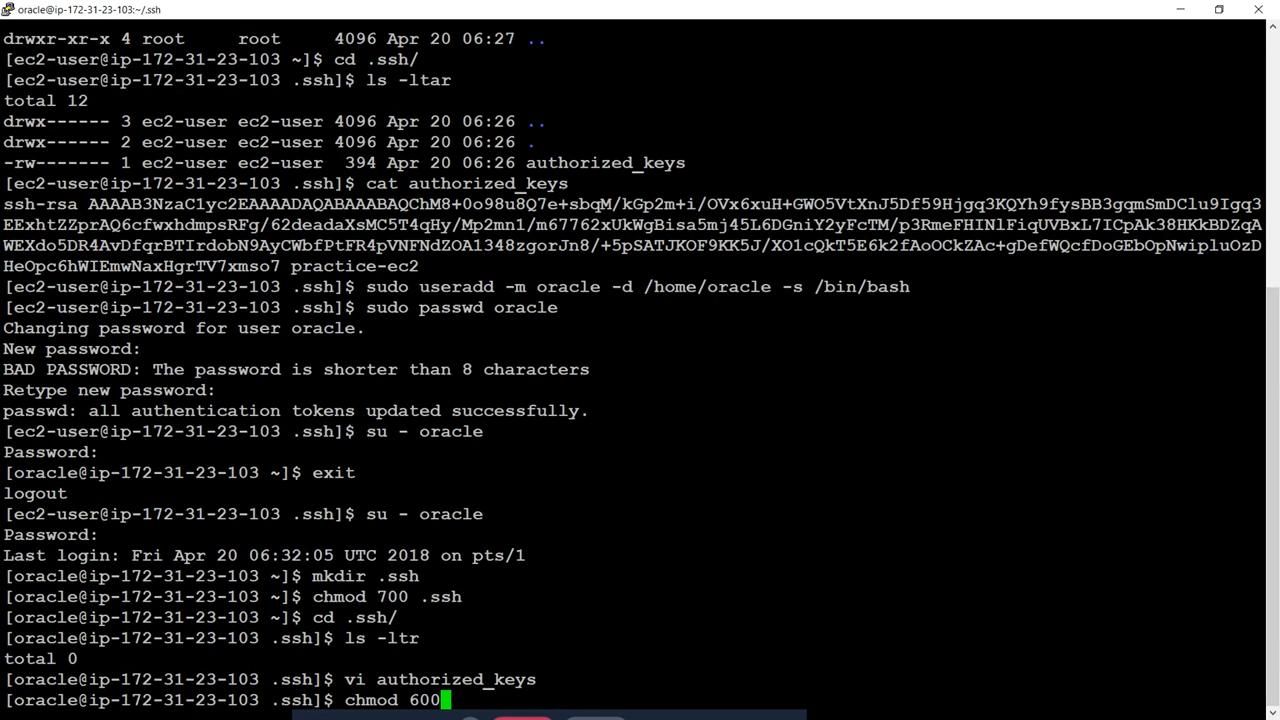 oracle@ip-172-31-23-103:~/.ssh
drwxr-xr-x 4 root     root     4096 Apr 20 06:27 ..
[ec2-user@ip-172-31-23-103 ~]$ cd .ssh/
[ec2-user@ip-172-31-23-103 .ssh]$ ls -ltar
total 12
drwx------ 3 ec2-user ec2-user 4096 Apr 20 06:26 ..
drwx------ 2 ec2-user ec2-user 4096 Apr 20 06:26 .
-rw------- 1 ec2-user ec2-user  394 Apr 20 06:26 authorized_keys
[ec2-user@ip-172-31-23-103 .ssh]$ cat authorized_keys
ssh-rsa AAAAB3NzaC1yc2EAAAADAQABAAABAQChM8+0o98u8Q7e+sbqM/kGp2m+i/OVx6xuH+GWO5VtXnJ5Df59Hjgq3KQYh9fysBB3gqmSmDClu9Igq3
EExhtZZprAQ6cfwxhdmpsRFg/62deadaXsMC5T4qHy/Mp2mn1/m67762xUkWgBisa5mj45L6DGniY2yFcTM/p3RmeFHINlFiqUVBxL7ICpAk38HKkBDZqA
WEXdo5DR4AvDfqrBTIrdobN9AyCWbfPtFR4pVNFNdZOAl348zgorJn8/+5pSATJKOF9KK5J/XO1cQkT5E6k2fAoOCkZAc+gDefWQcfDoGEbOpNwipluOzD
HeOpc6hWIEmwNaxHgrTV7xmso7 practice-ec2
[ec2-user@ip-172-31-23-103 .ssh]$ sudo useradd -m oracle -d /home/oracle -s /bin/bash
[ec2-user@ip-172-31-23-103 .ssh]$ sudo passwd oracle
Changing password for user oracle.
New password:
BAD PASSWORD: The password is shorter than 8 characters
Retype new password:
passwd: all authentication tokens updated successfully.
[ec2-user@ip-172-31-23-103 .ssh]$ su - oracle
Password:
[oracle@ip-172-31-23-103 ~]$ exit
logout
[ec2-user@ip-172-31-23-103 .ssh]$ su - oracle
Password:
Last login: Fri Apr 20 06:32:05 UTC 2018 on pts/1
[oracle@ip-172-31-23-103 ~]$ mkdir .ssh
[oracle@ip-172-31-23-103 ~]$ chmod 700 .ssh
[oracle@ip-172-31-23-103 ~]$ cd .ssh/
[oracle@ip-172-31-23-103 .ssh]$ ls -ltr
total 0
[oracle@ip-172-31-23-103 .ssh]$ vi authorized_keys
[oracle@ip-172-31-23-103 .ssh]$ chmod 600